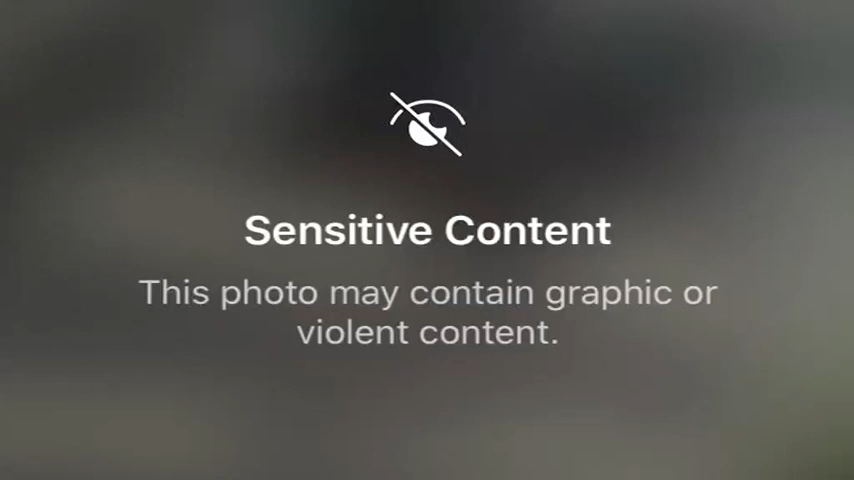 Sensitive Content
This photo may contain graphic or
violent content.